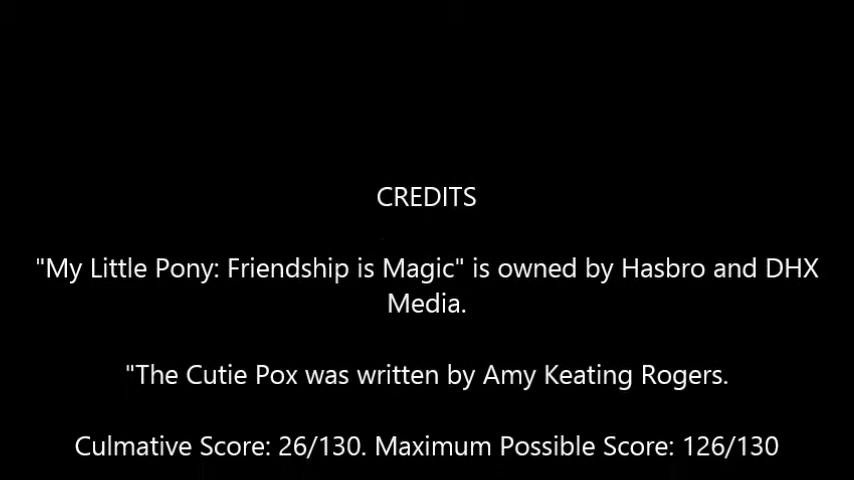 CREDITS
"My Little Pony: Friendship is Magic" is owned by Hasbro and DHX
Media.
"The Cutie Pox was written by Amy Keating Rogers.
Culmative Score: 26/130. Maximum Possible Score: 126/130